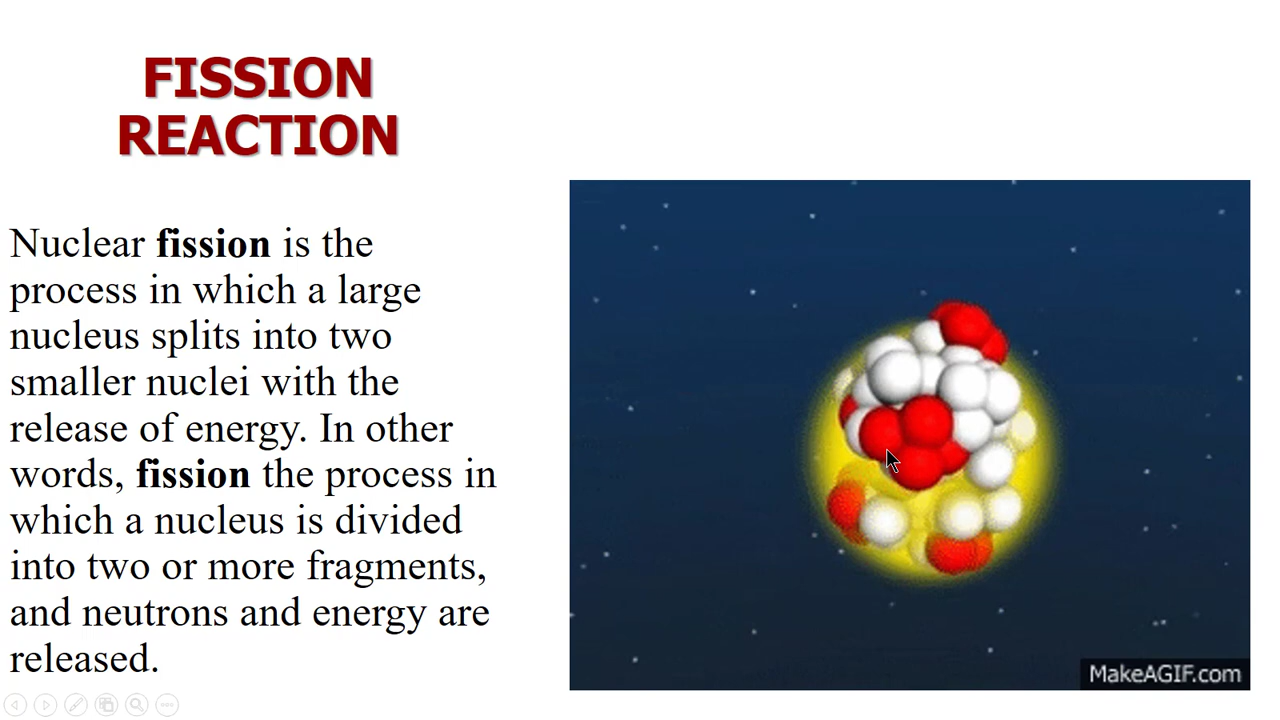 FISSION
REACTION
Nuclear fission is the
process in which a large
nucleus splits into two
smaller nuclei with the
release of energy. In other
words, fission the process in
which a nucleus is divided
into two or more fragments,
and neutrons and energy are
released.
MakeAGIF.com